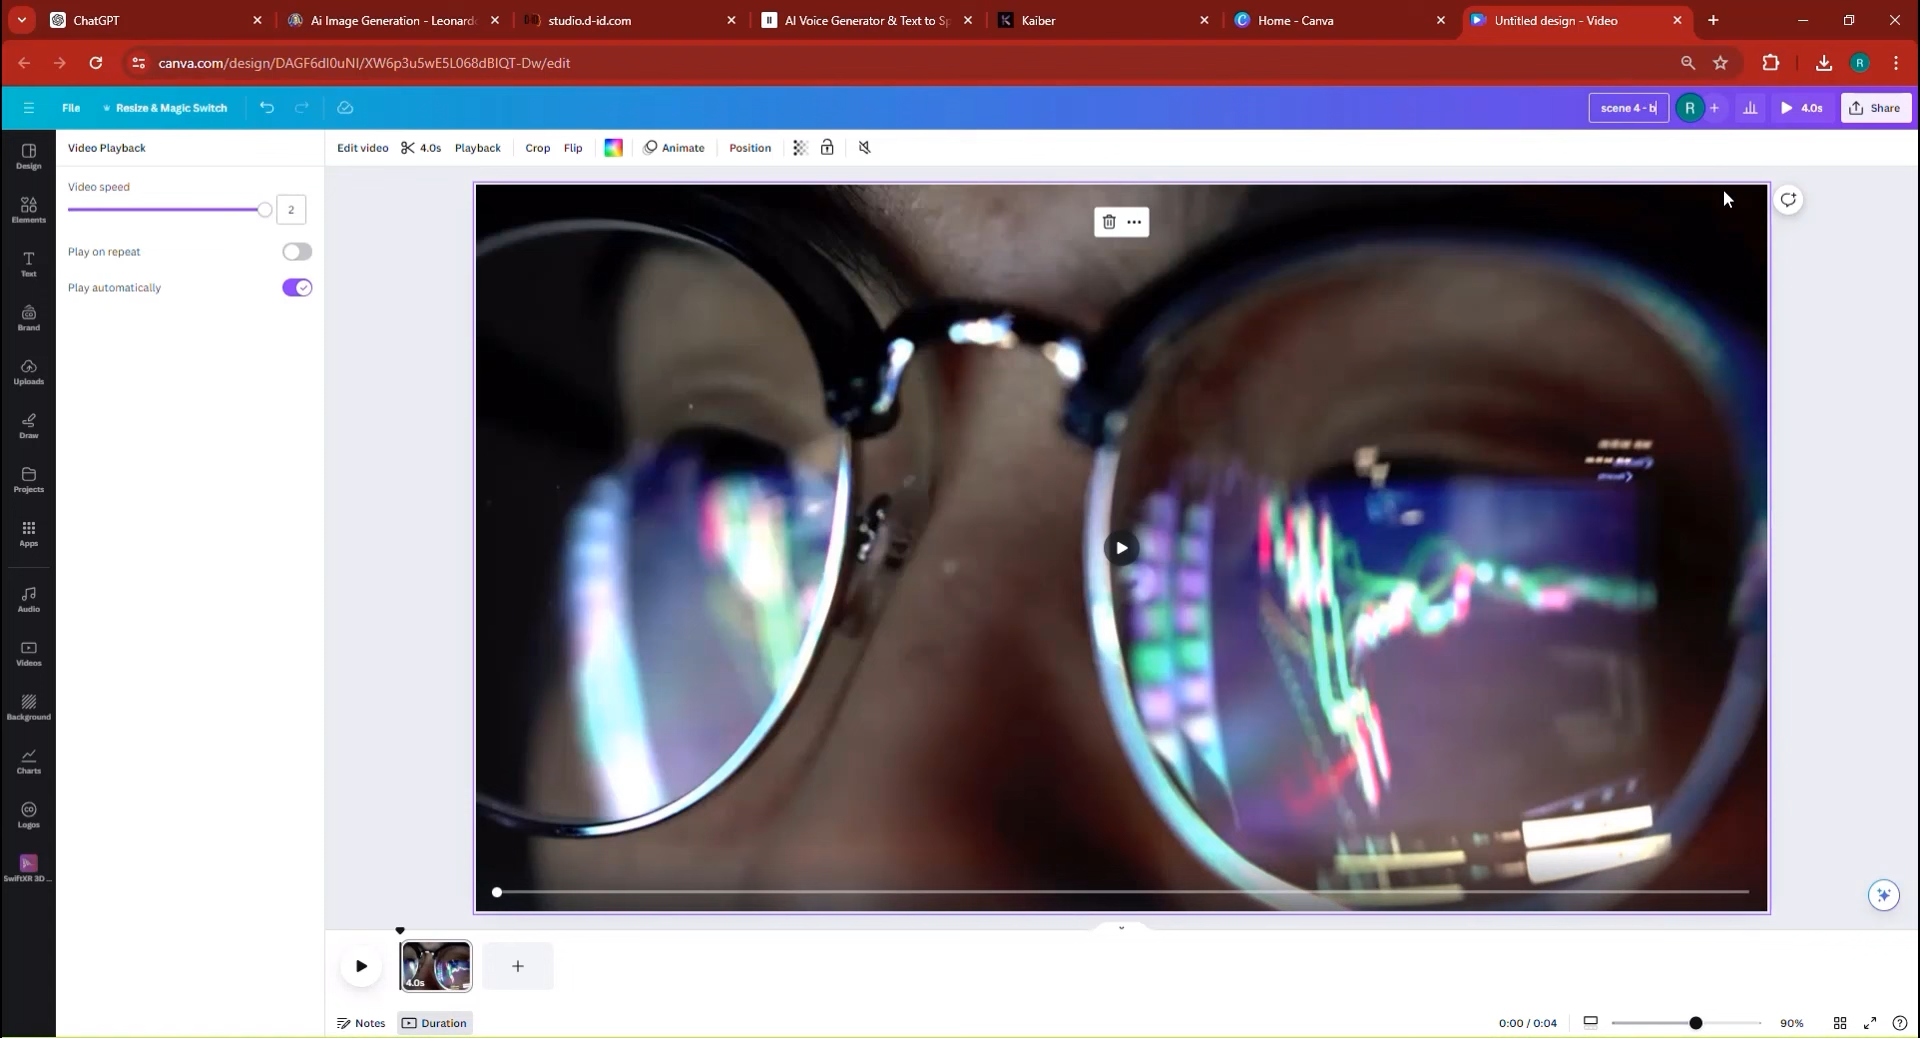 ChatGPT
Ai Image Generation - Leonard
studio.d-id.com
AI Voice Generator & Text to Sp
Kaiber
Home - Canva
Untitled design - Video
canva.com/design/DAGF6dl0uNI/XW6p3u5wE5L068dBIQT-Dw/edit
R
File
Resize & Magic Switch
scene 4 - b
R
4.0s
Share
Design
Elements
Text
Brand
Uploads
Draw
Projects
Apps
Audio
Videos
Background
Charts
Logos
SwiftXR 3D ...
Video Playback
Video speed
2
Play on repeat
Play automatically
Edit video
4.0s
Playback
Crop
Flip
Animate
Position
4.0s
Notes
Duration
0:00 / 0:04
90%